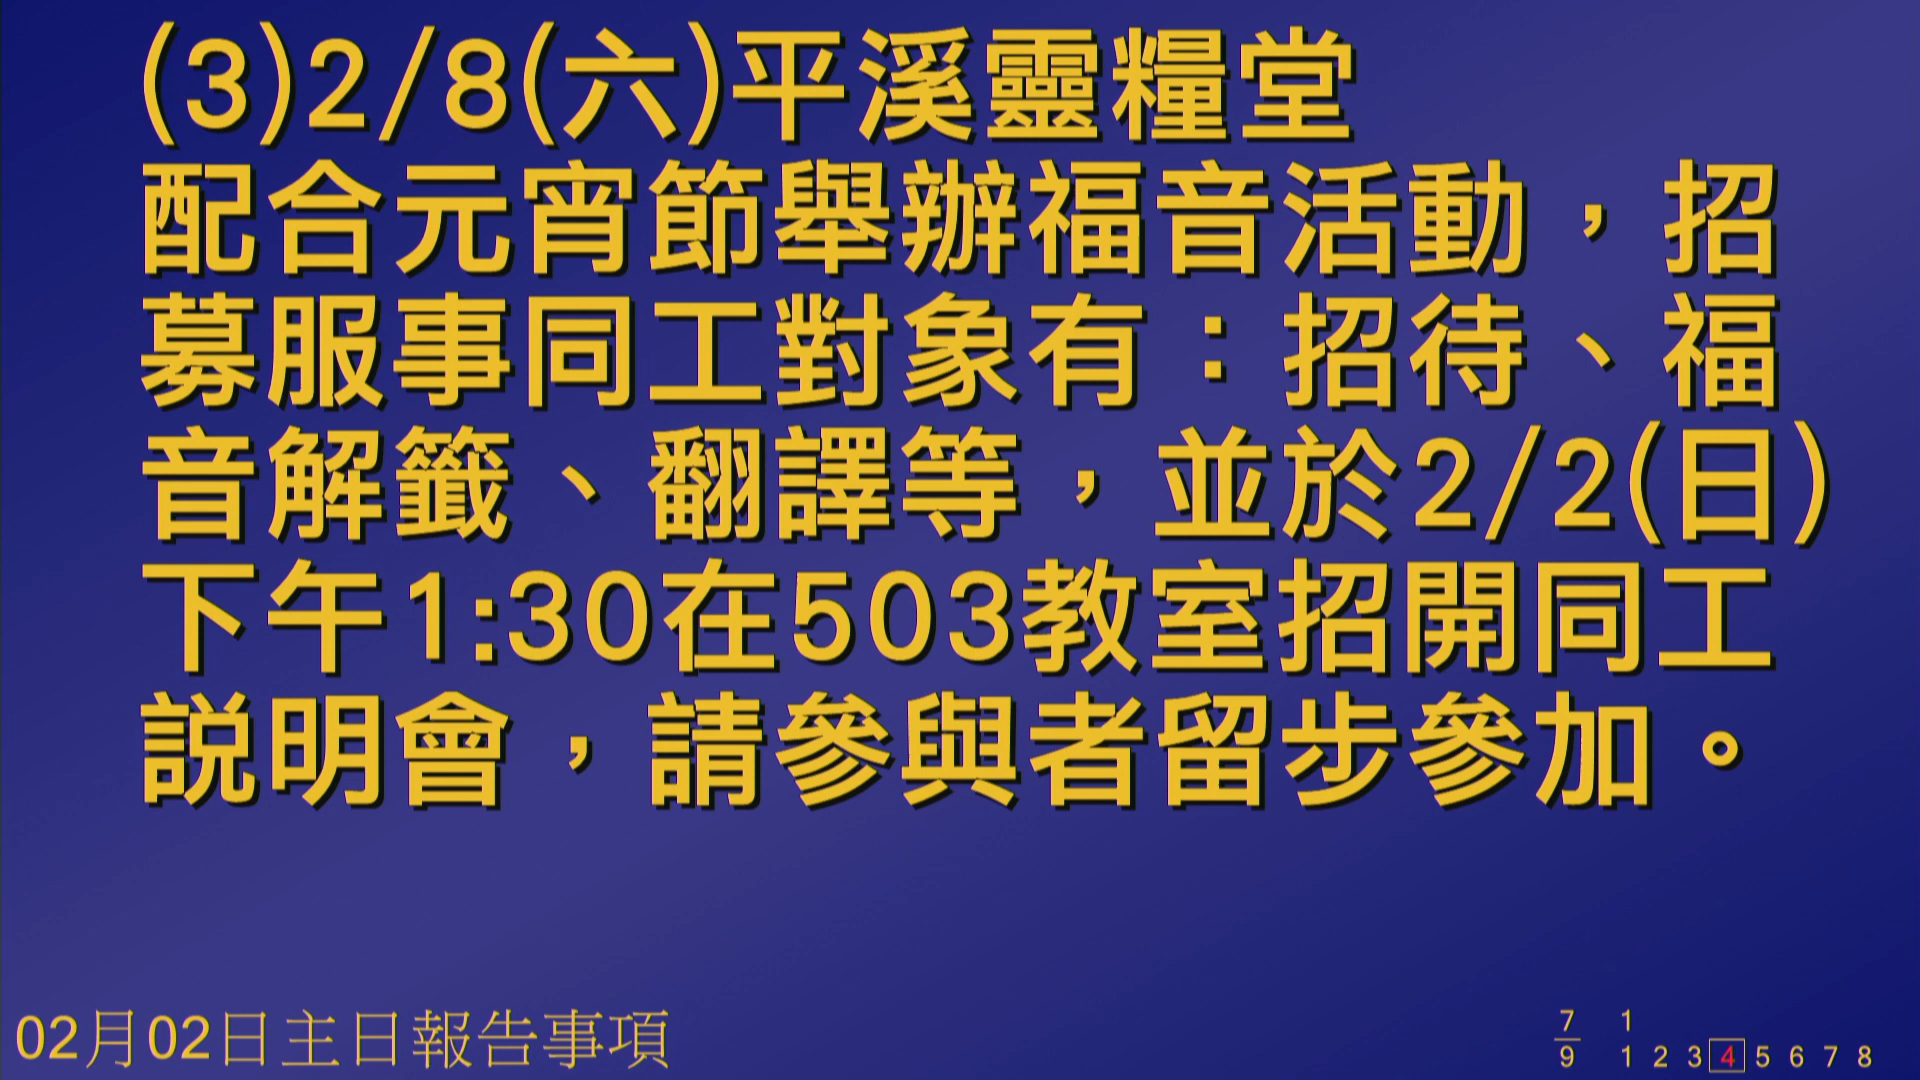 (3)2/8(六)平溪靈糧堂
配合元宵節舉辦福音活動，招
募服事同工對象有：招待、福
音解籤、翻譯等，並於2/2(日)
下午1:30在503教室招開同工
説明會，請參與者留步參加。
02月02日主日報告事項
7 1
9 1 2 3 4 5 6 7 8